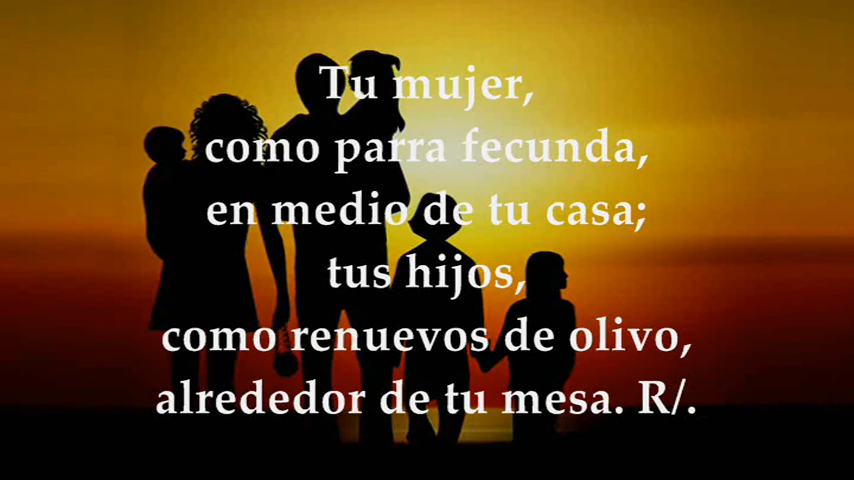 Tu mujer,
como parra fecunda,
en medio de tu casa;
tus hijos,
como renuevos de olivo,
alrededor de tu mesa. R/.